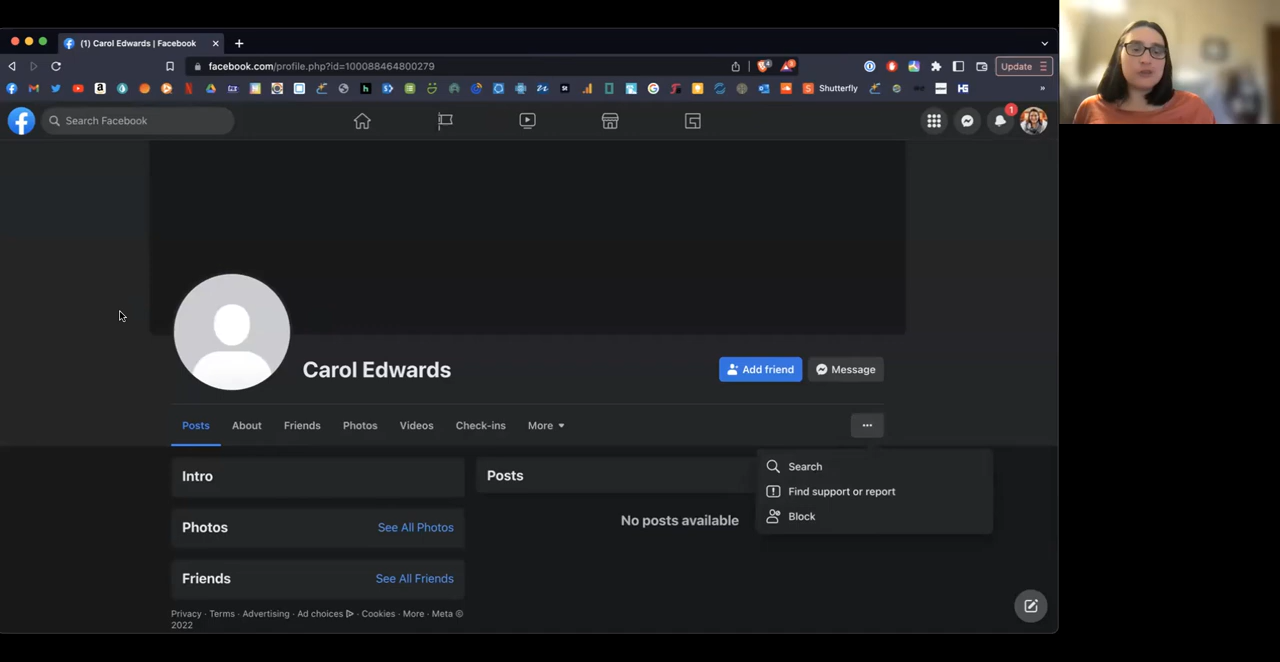 (1) Carol Edwards | Facebook
facebook.com/profile.php?id=100088464800279
Update
Shutterfly
Search Facebook
1
Carol Edwards
Add friend
Message
Posts About Friends Photos Videos Check-ins More
Intro
Photos See All Photos
Friends See All Friends
Privacy · Terms · Advertising · Ad choices · Cookies · More · Meta ©
2022
Posts
No posts available
Search
Find support or report
Block